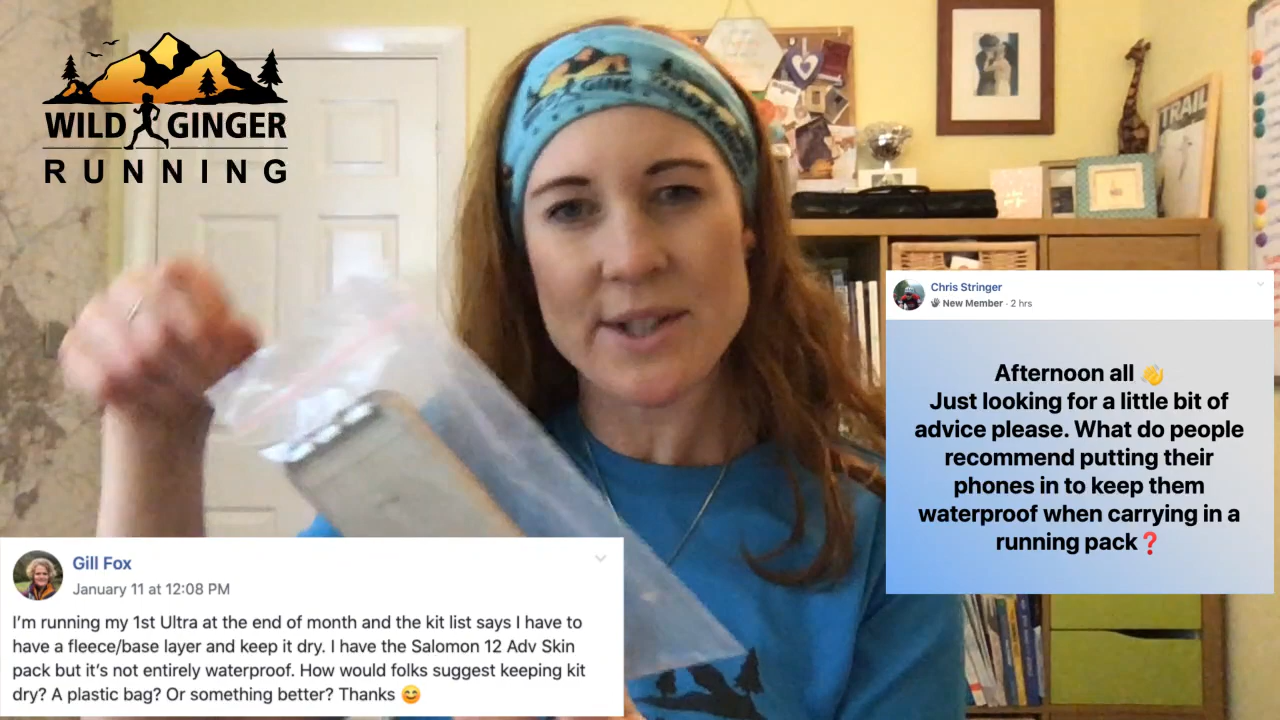 WILD GINGER
RUNNING
TRAIL
Chris Stringer
New Member · 2 hrs
Afternoon all 👋
Just looking for a little bit of
advice please. What do people
recommend putting their
phones in to keep them
waterproof when carrying in a
running pack❓
Gill Fox
January 11 at 12:08 PM
I'm running my 1st Ultra at the end of month and the kit list says I have to
have a fleece/base layer and keep it dry. I have the Salomon 12 Adv Skin
pack but it's not entirely waterproof. How would folks suggest keeping kit
dry? A plastic bag? Or something better? Thanks 😊